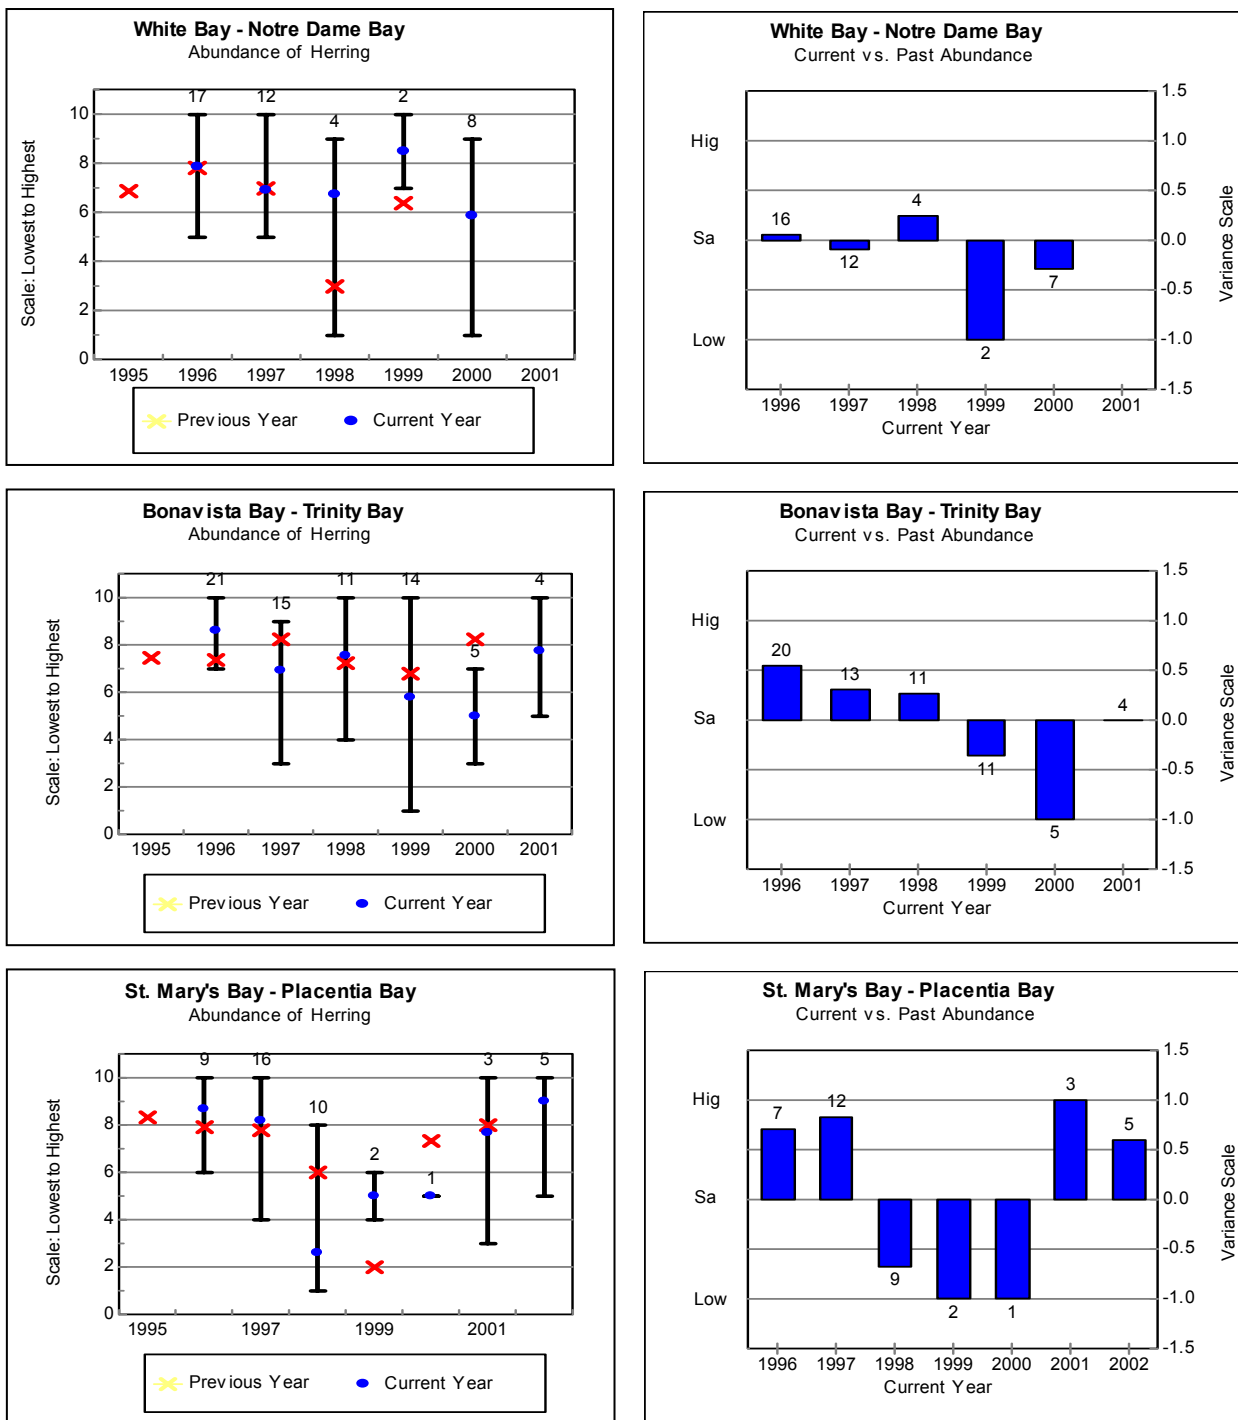 White Bay - Notre Dame Bay
Abundance of Herring
Scale: Lowest to Highest
17 12 4 2 8
10
8
6
4
2
0
1995 1996 1997 1998 1999 2000 2001
Previous Year Current Year
White Bay - Notre Dame Bay
Current vs. Past Abundance
Hig
Sa
Low
16 12 4 2 7
1.5
1.0
0.5
0.0
-0.5
-1.0
-1.5
Variance Scale
1996 1997 1998 1999 2000 2001
Current Year
Bonavista Bay - Trinity Bay
Abundance of Herring
Scale: Lowest to Highest
21 15 11 14 5 4
10
8
6
4
2
0
1995 1996 1997 1998 1999 2000 2001
Previous Year Current Year
Bonavista Bay - Trinity Bay
Current vs. Past Abundance
Hig
Sa
Low
20 13 11 11 5 4
1.5
1.0
0.5
0.0
-0.5
-1.0
-1.5
Variance Scale
1996 1997 1998 1999 2000 2001
Current Year
St. Mary's Bay - Placentia Bay
Abundance of Herring
Scale: Lowest to Highest
9 16 10 2 1 3 5
10
8
6
4
2
0
1995 1997 1999 2001
Previous Year Current Year
St. Mary's Bay - Placentia Bay
Current vs. Past Abundance
Hig
Sa
Low
7 12 9 2 1 3 5
1.5
1.0
0.5
0.0
-0.5
-1.0
-1.5
Variance Scale
1996 1997 1998 1999 2000 2001 2002
Current Year